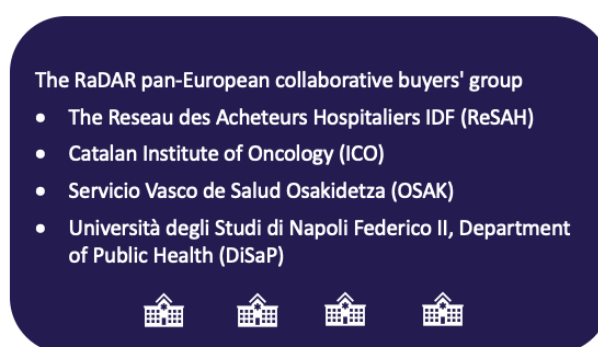 The RaDAR pan-European collaborative buyers' group
• The Reseau des Acheteurs Hospitaliers IDF (ReSAH)
• Catalan Institute of Oncology (ICO)
• Servicio Vasco de Salud Osakidetza (OSAK)
• Università degli Studi di Napoli Federico II, Department
of Public Health (DiSaP)